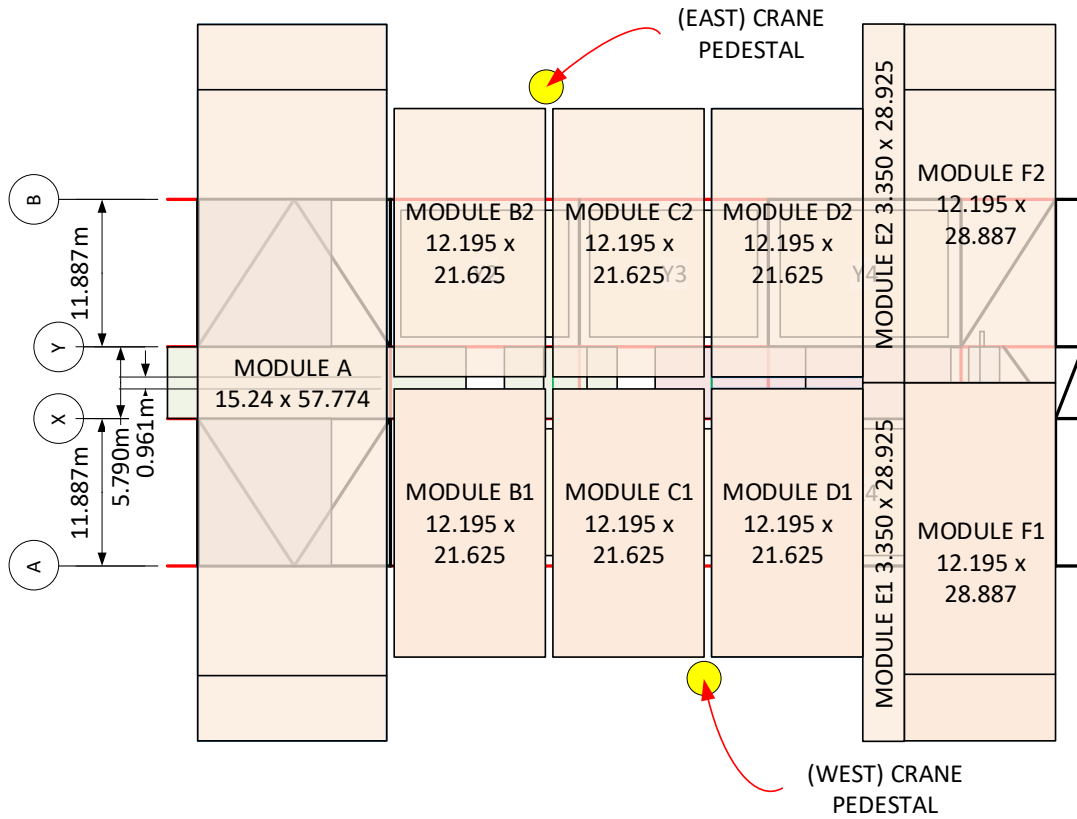 (EAST) CRANE
PEDESTAL
B
11.887m
Y
X
5.790m
0.961m
11.887m
A
MODULE A
15.24 x 57.774
MODULE B2
12.195 x
21.625
MODULE C2
12.195 x
21.625
Y3
MODULE D2
12.195 x
21.625
Y4
MODULE E2 3.350 x 28.925
MODULE F2
12.195 x
28.887
MODULE B1
12.195 x
21.625
MODULE C1
12.195 x
21.625
MODULE D1
12.195 x
21.625
4
MODULE E1 3.350 x 28.925
MODULE F1
12.195 x
28.887
(WEST) CRANE
PEDESTAL